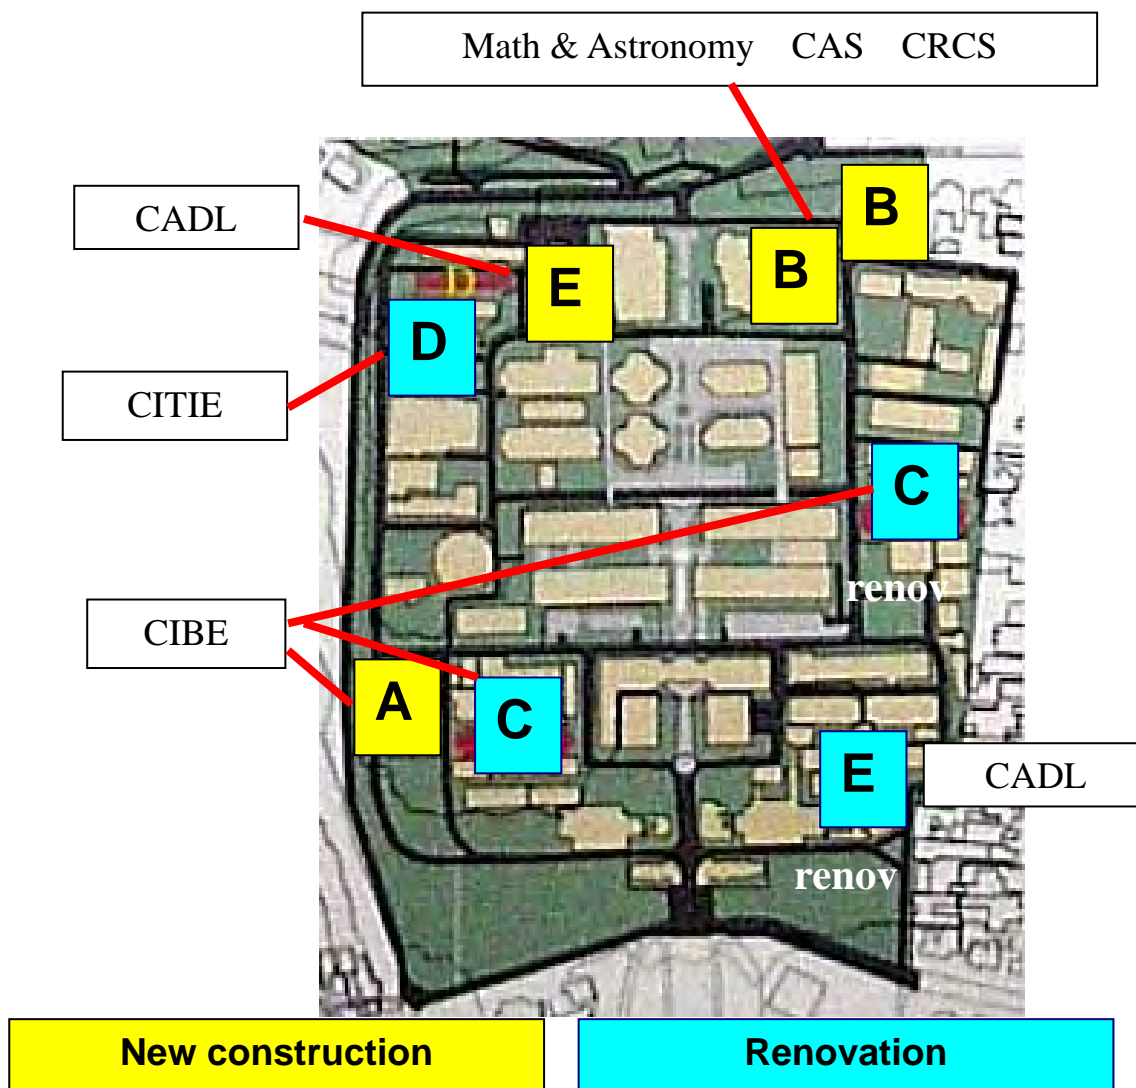 Math & Astronomy CAS CRCS
B
CADL
B
E
D
CITIE
C
renov
CIBE
A
C
E
CADL
renov
New construction
Renovation